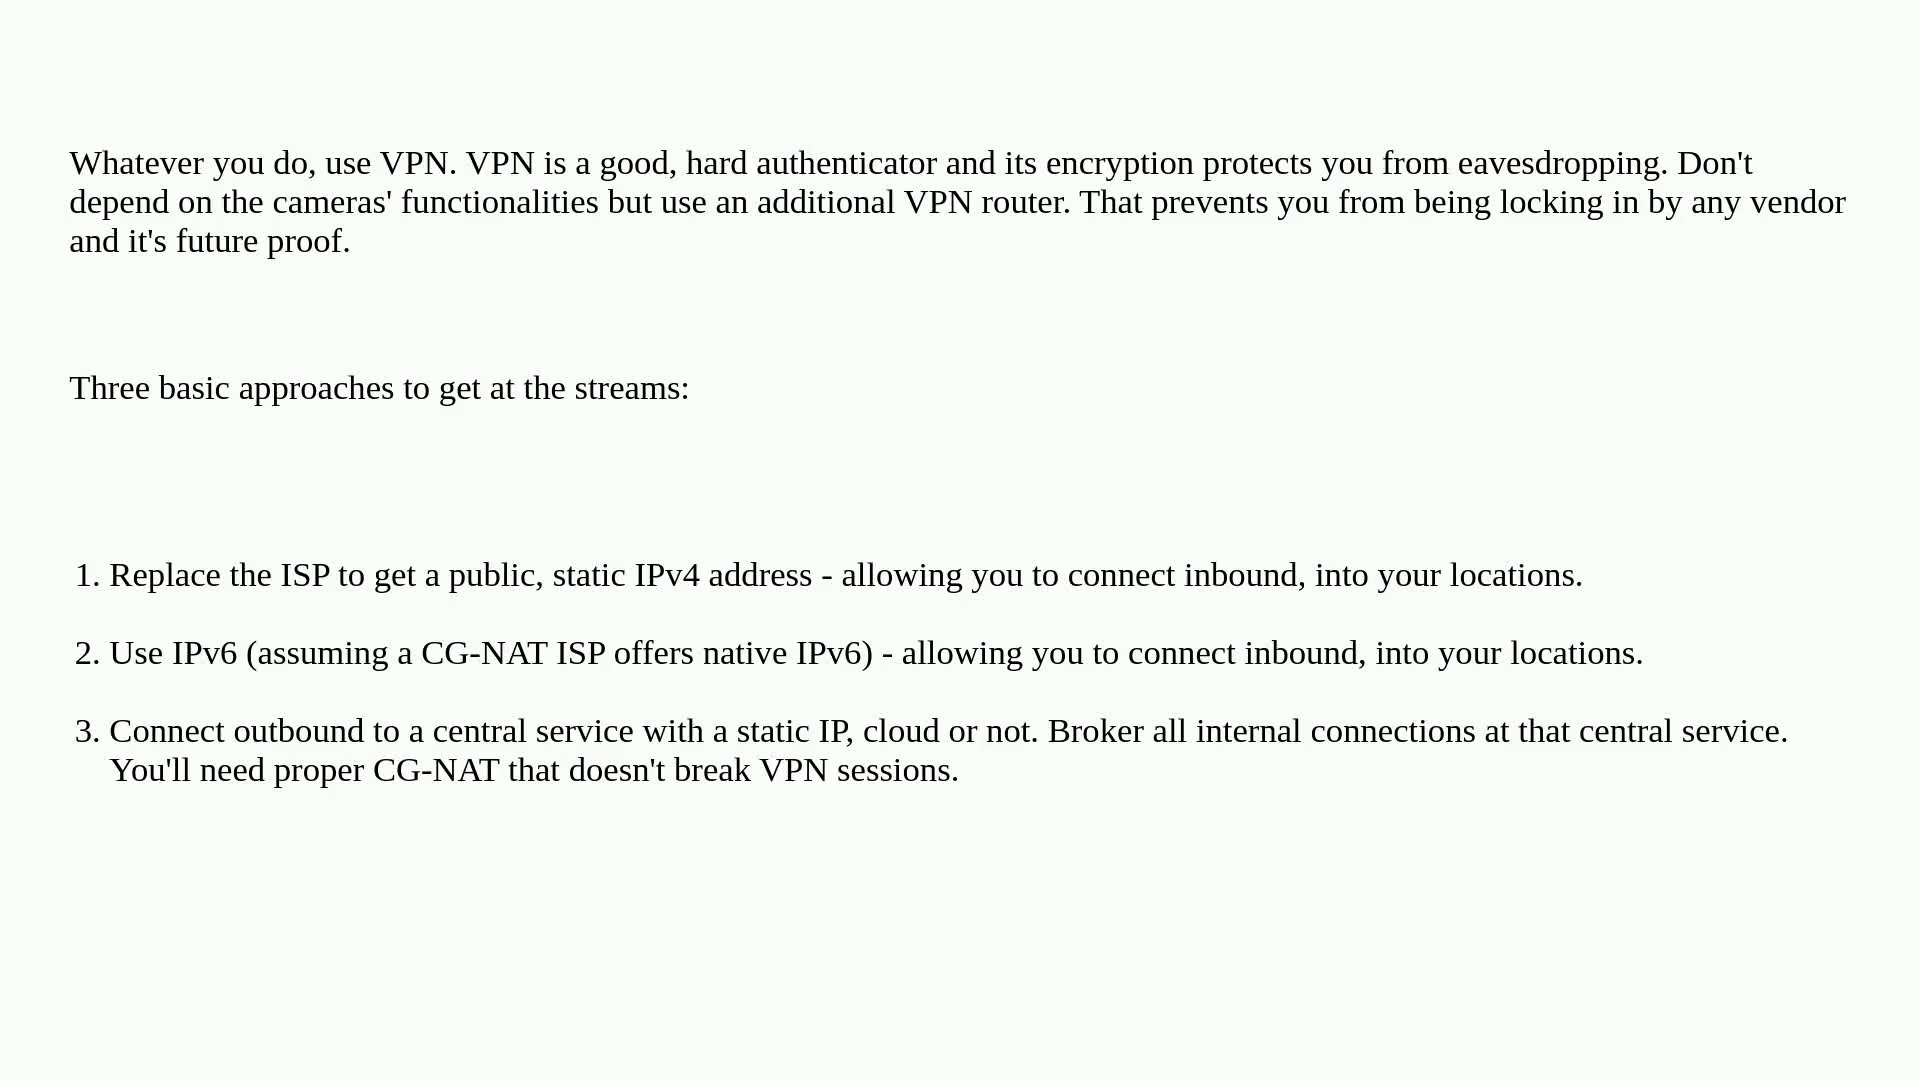 Whatever you do, use VPN. VPN is a good, hard authenticator and its encryption protects you from eavesdropping. Don't
depend on the cameras' functionalities but use an additional VPN router. That prevents you from being locking in by any vendor
and it's future proof.
Three basic approaches to get at the streams:
1. Replace the ISP to get a public, static IPv4 address - allowing you to connect inbound, into your locations.
2. Use IPv6 (assuming a CG-NAT ISP offers native IPv6) - allowing you to connect inbound, into your locations.
3. Connect outbound to a central service with a static IP, cloud or not. Broker all internal connections at that central service.
You'll need proper CG-NAT that doesn't break VPN sessions.